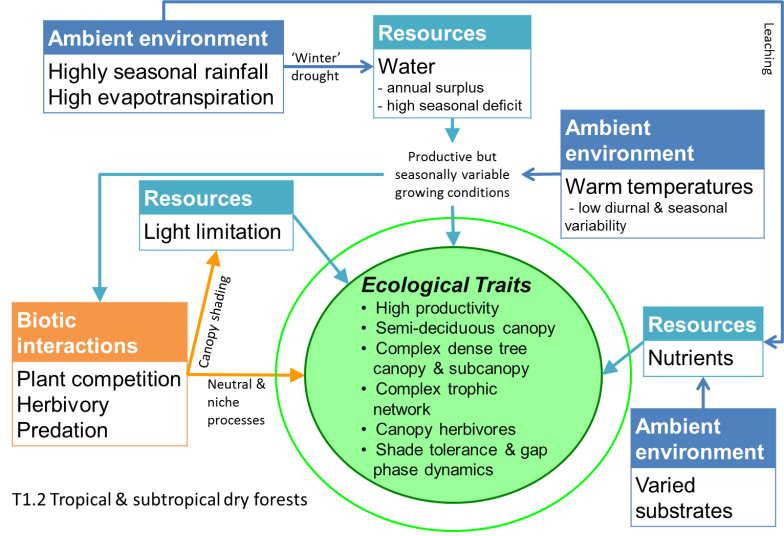 Ambient environment
Highly seasonal rainfall
High evapotranspiration
'Winter'
drought
Resources
Water
- annual surplus
- high seasonal deficit
Leaching
Ambient
environment
Warm temperatures
- low diurnal & seasonal
variability
Productive but
seasonally variable
growing conditions
Resources
Light limitation
Canopy shading
Biotic
interactions
Plant competition
Herbivory
Predation
Neutral &
niche
processes
Ecological Traits
• High productivity
• Semi-deciduous canopy
• Complex dense tree
canopy & subcanopy
• Complex trophic
network
• Canopy herbivores
• Shade tolerance & gap
phase dynamics
Resources
Nutrients
Ambient
environment
Varied
substrates
T1.2 Tropical & subtropical dry forests